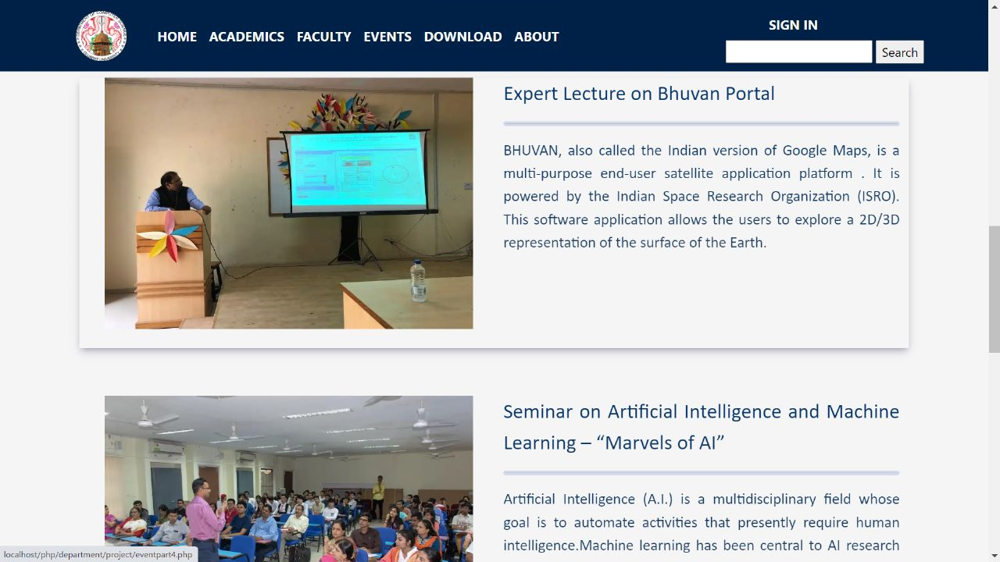 HOME ACADEMICS FACULTY EVENTS DOWNLOAD ABOUT
SIGN IN
Search
Expert Lecture on Bhuvan Portal
BHUVAN, also called the Indian version of Google Maps, is a
multi-purpose end-user satellite application platform . It is
powered by the Indian Space Research Organization (ISRO).
This software application allows the users to explore a 2D/3D
representation of the surface of the Earth.
Seminar on Artificial Intelligence and Machine
Learning – “Marvels of AI”
Artificial Intelligence (A.I.) is a multidisciplinary field whose
goal is to automate activities that presently require human
intelligence.Machine learning has been central to AI research
localhost/php/department/project/eventpart4.php